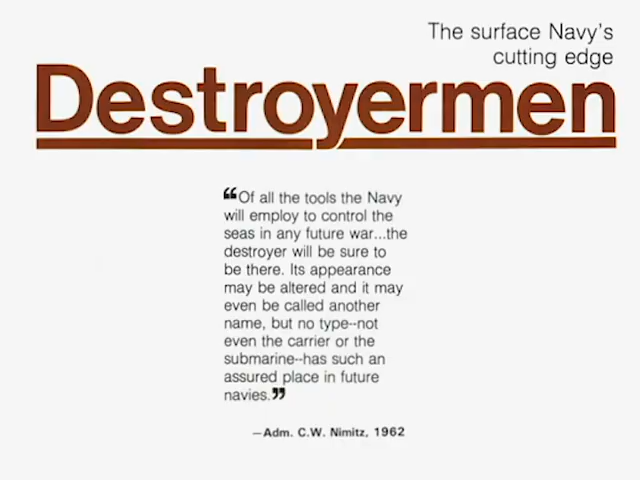 The surface Navy's
cutting edge
Destroyermen
“Of all the tools the Navy
will employ to control the
seas in any future war...the
destroyer will be sure to
be there. Its appearance
may be altered and it may
even be called another
name, but no type--not
even the carrier or the
submarine--has such an
assured place in future
navies.”
—Adm. C.W. Nimitz, 1962